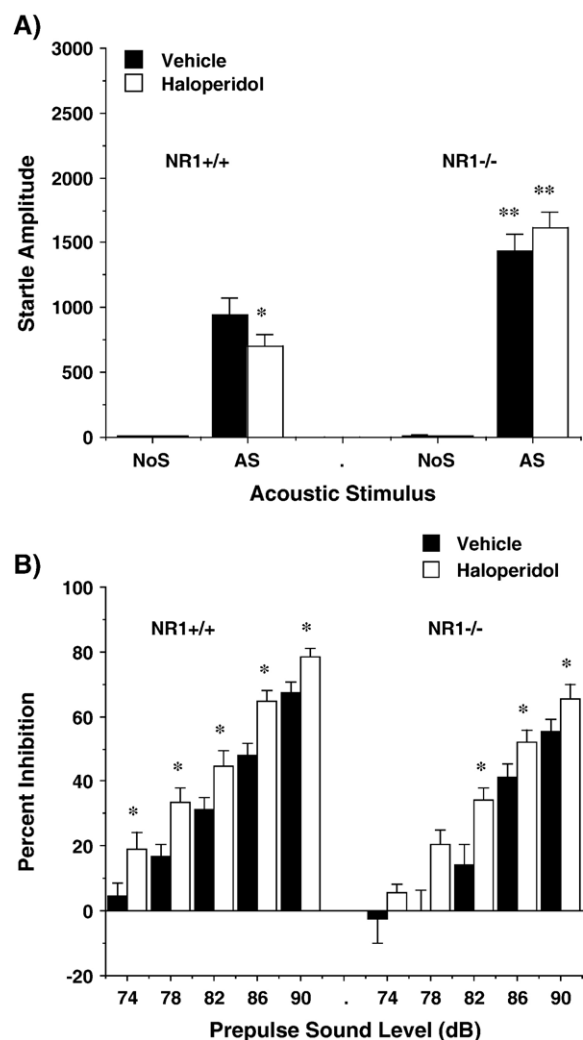 A)
3000
Vehicle
Haloperidol
2500
2000
NR1+/+
NR1-/-
**
**
1500
1000
*
500
0
Startle Amplitude
NoS
AS
.
NoS
AS
Acoustic Stimulus
Vehicle
Haloperidol
B)
100
80
60
40
20
0
-20
Percent Inhibition
NR1+/+
NR1-/-
* * * * *
* * *
74 78 82 86 90 . 74 78 82 86 90
Prepulse Sound Level (dB)